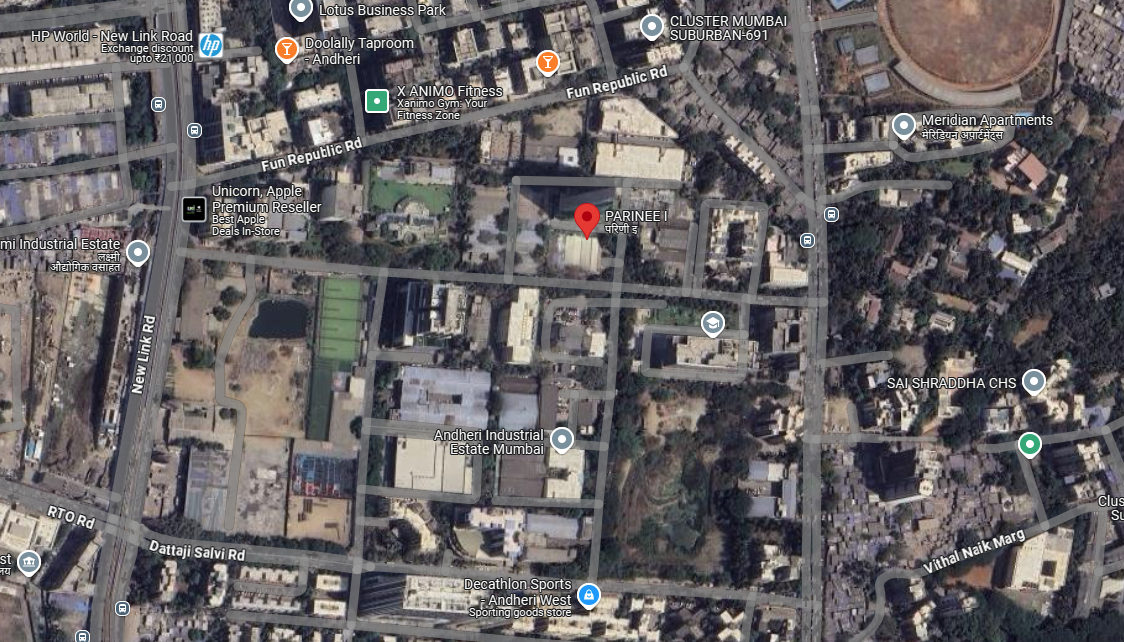 Lotus Business Park
HP World - New Link Road
Exchange discount
upto ₹21,000
hp
Doolally Taproom
- Andheri
CLUSTER MUMBAI
SUBURBAN-691
X ANIMO Fitness
Xanimo Gym: Your
Fitness Zone
Fun Republic Rd
Fun Republic Rd
Meridian Apartments
मेरिडियन अपार्टमेंट्स
Unicorn, Apple
Premium Reseller
Best Apple
Deals In-Store
PARINEE I
परिणी इ
mi Industrial Estate
लक्ष्मी
औद्योगिक वसाहत
New Link Rd
SAI SHRADDHA CHS
Andheri Industrial
Estate Mumbai
RTO Rd
Dattaji Salvi Rd
Clus
Su
Vithal Naik Marg
st
Decathlon Sports
- Andheri West
Sporting goods store